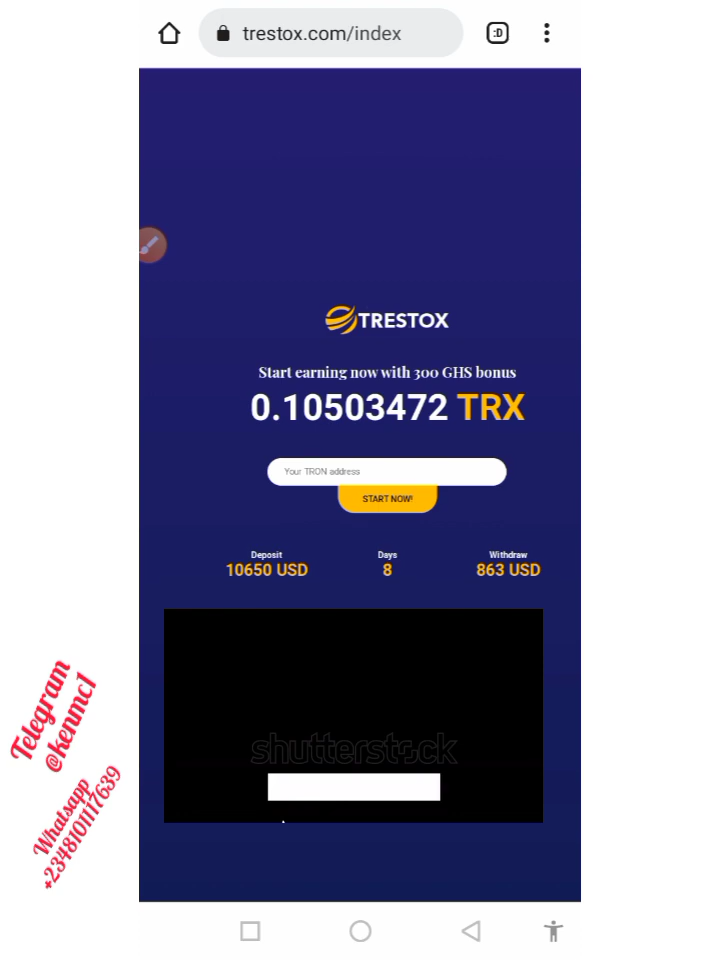 trestox.com/index
:D
TRESTOX
Start earning now with 300 GHS bonus
0.10503472 TRX
Your TRON address
START NOW!
Deposit
Days
Withdraw
10650 USD
8
863 USD
shutterstock
Telegram
@kenmc1
Whatsapp
+2348101117639